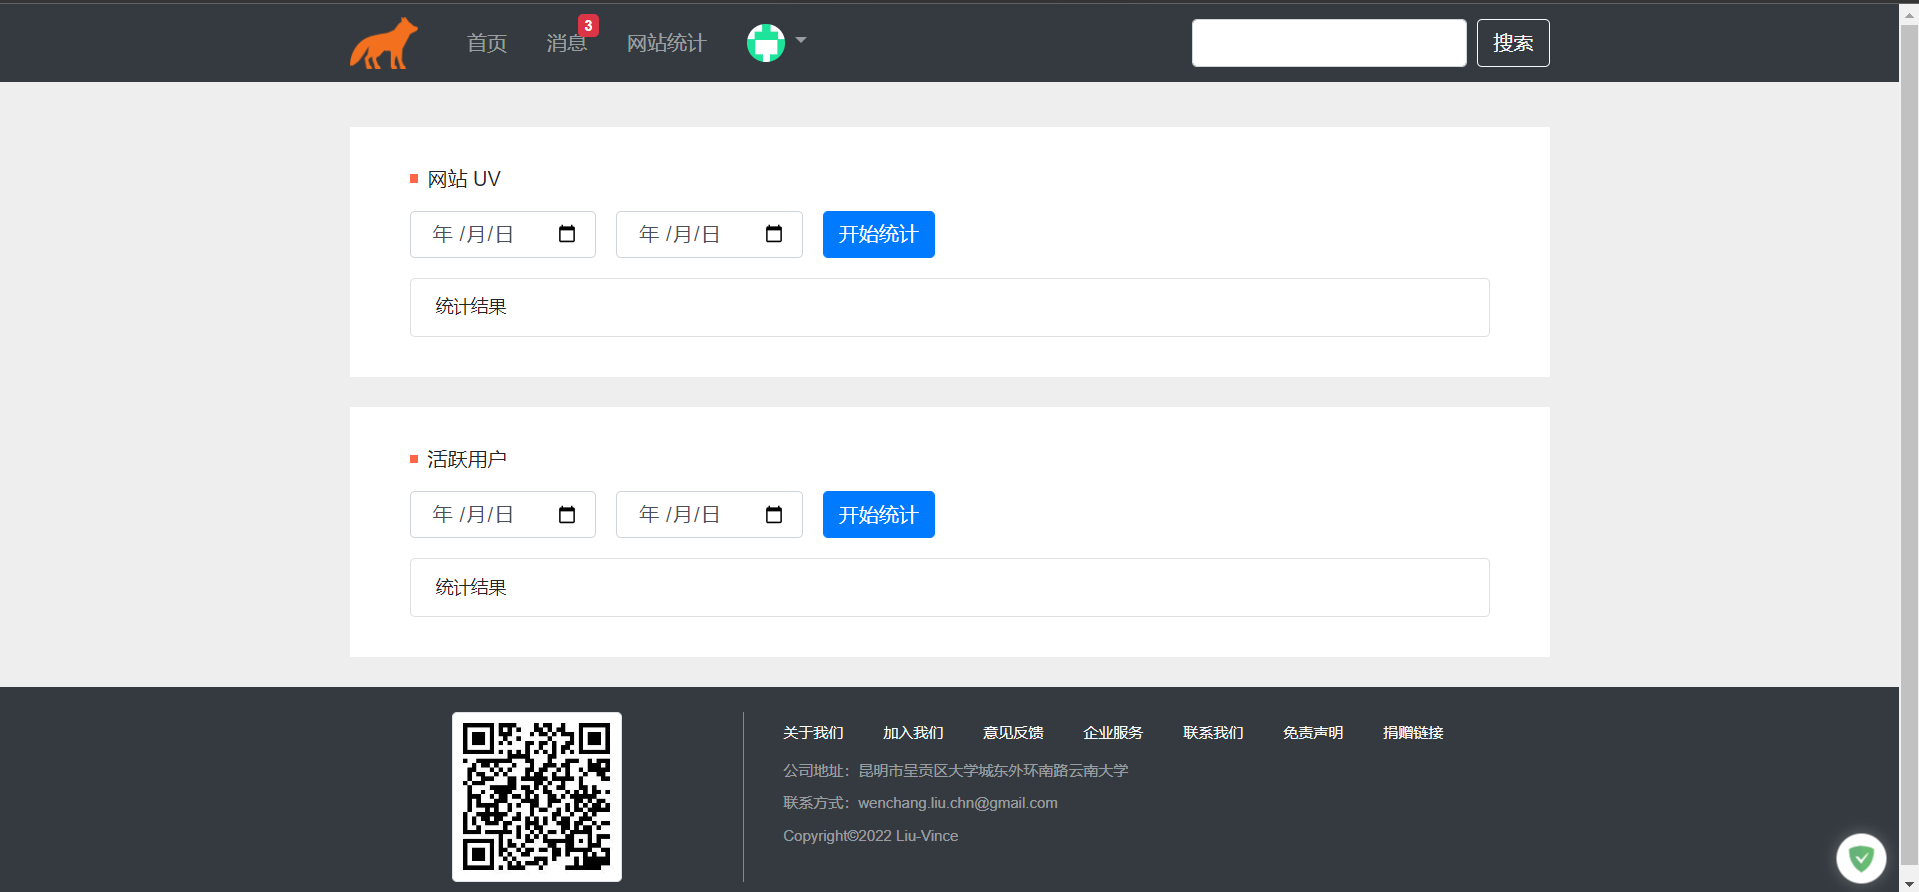 首页 消息 3 网站统计 搜索
网站 UV
年 /月/日 年 /月/日 开始统计
统计结果
活跃用户
年 /月/日 年 /月/日 开始统计
统计结果
关于我们 加入我们 意见反馈 企业服务 联系我们 免责声明 捐赠链接
公司地址：昆明市呈贡区大学城东外环南路云南大学
联系方式：wenchang.liu.chn@gmail.com
Copyright©2022 Liu-Vince